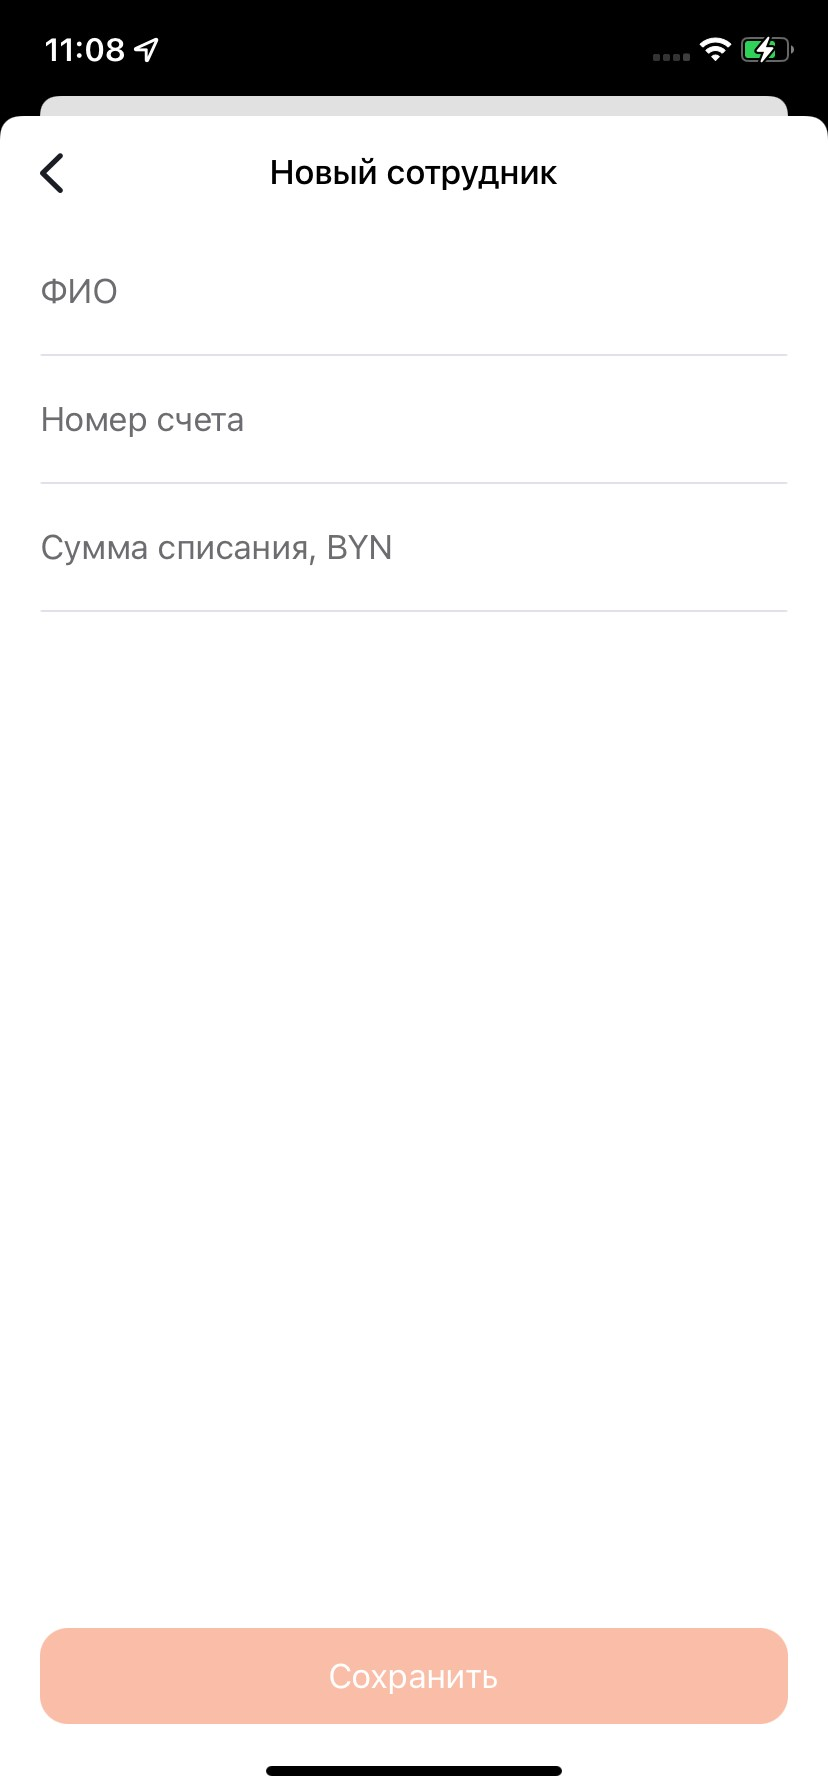 11:08
Новый сотрудник
ФИО
Номер счета
Сумма списания, BYN
Сохранить